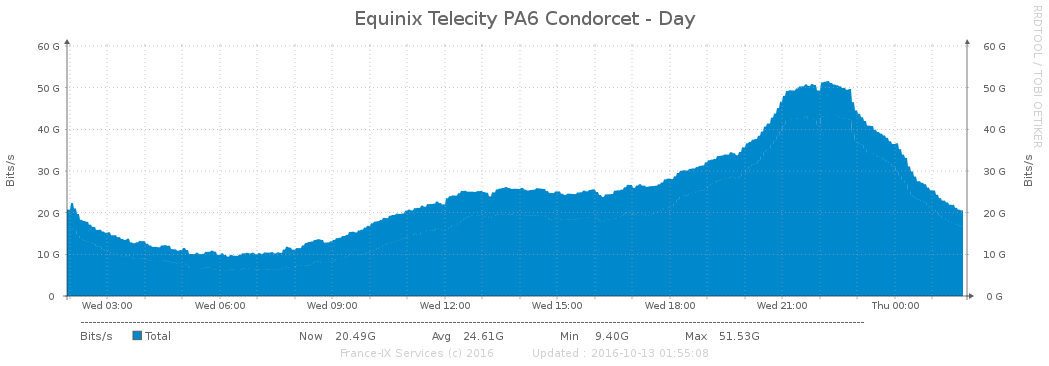 Equinix Telecity PA6 Condorcet - Day
RRDTOOL / TOBI OETIKER
Bits/s
60 G
50 G
40 G
30 G
20 G
10 G
0
60 G
50 G
40 G
30 G
20 G
10 G
0 G
Bits/s
Wed 03:00 Wed 06:00 Wed 09:00 Wed 12:00 Wed 15:00 Wed 18:00 Wed 21:00 Thu 00:00
Bits/s Total Now 20.49G Avg 24.61G Min 9.40G Max 51.53G
France-IX Services (c) 2016 Updated : 2016-10-13 01:55:08